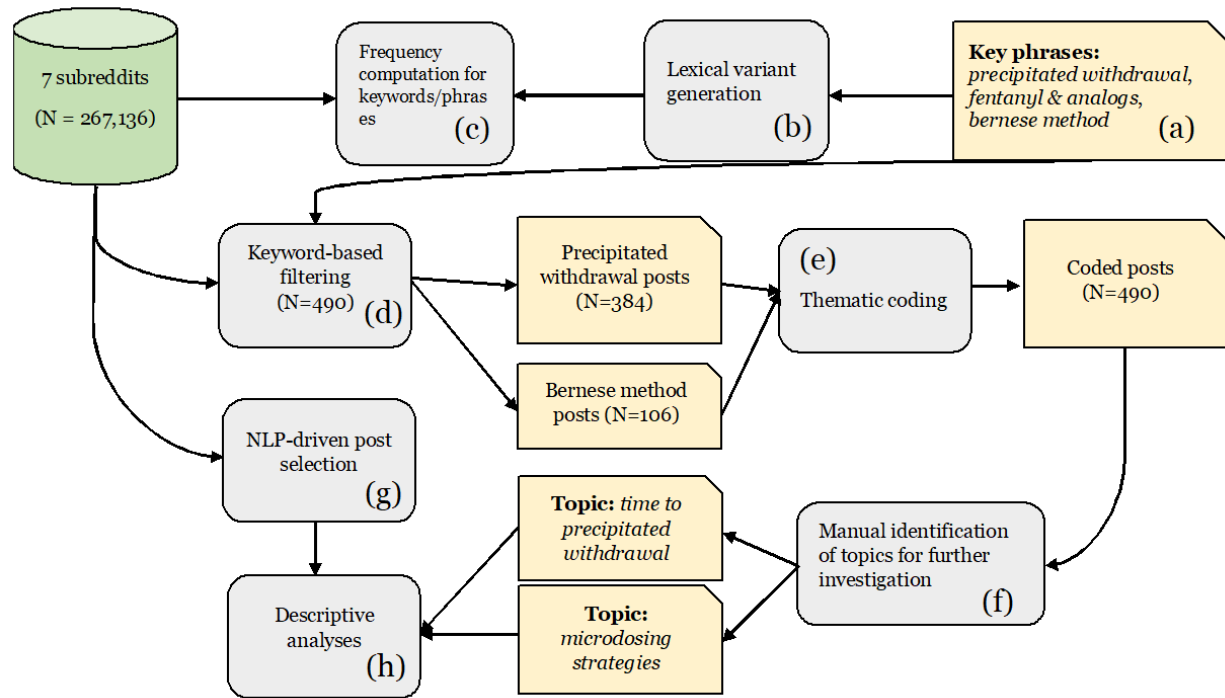 7 subreddits
(N = 267,136)
Frequency
computation for
keywords/phras
es
(c)
Lexical variant
generation
(b)
Key phrases:
precipitated withdrawal,
fentanyl & analogs,
bernese method
(a)
Keyword-based
filtering
(N=490)
(d)
Precipitated
withdrawal posts
(N=384)
(e)
Thematic coding
Coded posts
(N=490)
Bernese method
posts (N=106)
NLP-driven post
selection
(g)
Topic: time to
precipitated
withdrawal
Manual identification
of topics for further
investigation
(f)
Descriptive
analyses
(h)
Topic:
microdosing
strategies